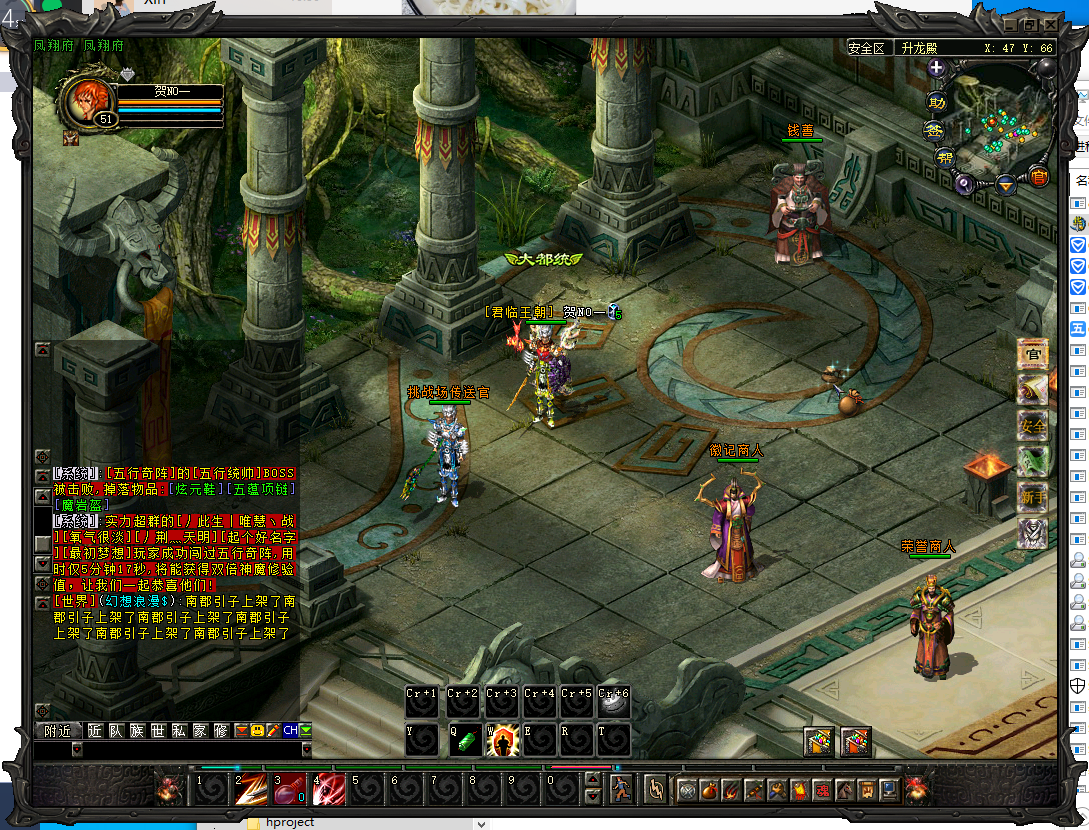 凤翔府 凤翔府
安全区 升龙殿 X: 47 Y: 66
贺NO一
51
助
签
帮
官
钱善
大都统
[君临王朝] 贺NO一
5
挑战场传送官
徽记商人
荣誉商人
官
安全
新手
五
[系统]:[五行奇阵]的[五行统帅]BOSS
被击败,掉落物品:[炫元鞋][五蕴项链]
[魔岩盔]
[系统]:实力超群的[丿此生丨唯慧丶战
][氧气很淡][丿荆灬天明][起个好名字
][最初梦想]玩家成功闯过五行奇阵,用
时仅5分钟17秒,将能获得双倍神魔修验
值, 让我们一起恭喜他们!
[世界](幻想浪漫$):南郡引子上架了南
郡引子上架了南郡引子上架了南郡引子
上架了南郡引子上架了南郡引子上架了
附近 近 队 族 世 私 家 修 CH
Cr+1 Cr+2 Cr+3 Cr+4 Cr+5 Cr+6
Y Q W E R T
1 2 3 4 5 6 7 8 9 0
0
魂
hproject